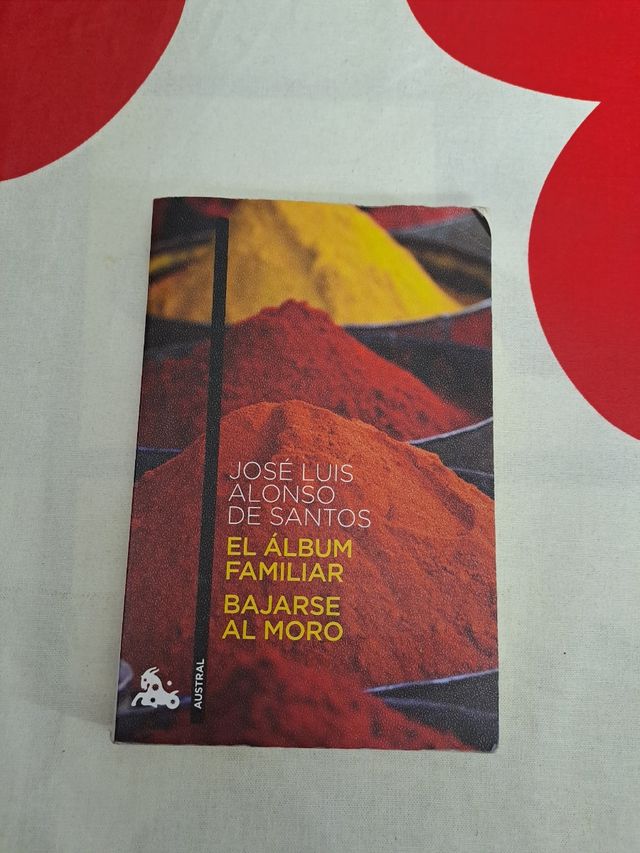 JOSÉ LUIS
ALONSO
DE SANTOS
EL ÁLBUM
FAMILIAR
BAJARSE
AL MORO
AUSTRAL